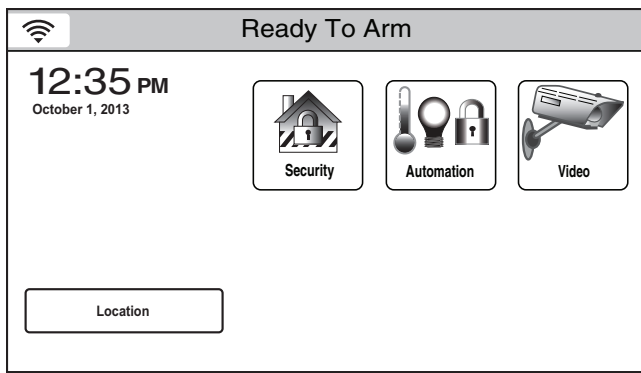 Ready To Arm
12:35 PM
October 1, 2013
Security
Automation
Video
Location